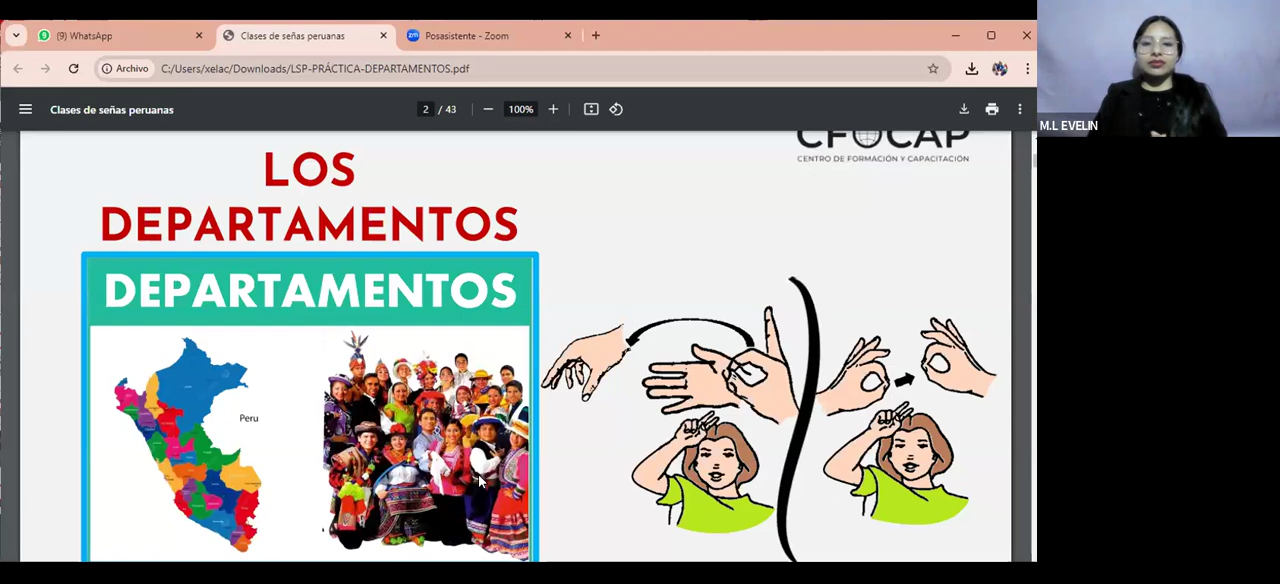 (9) WhatsApp
Clases de señas peruanas
Posasistente - Zoom
Archivo
C:/Users/xelac/Downloads/LSP-PRÁCTICA-DEPARTAMENTOS.pdf
Clases de señas peruanas
2 / 43
100%
M.L EVELIN
CFOCAP
CENTRO DE FORMACIÓN Y CAPACITACIÓN
LOS
DEPARTAMENTOS
DEPARTAMENTOS
Peru